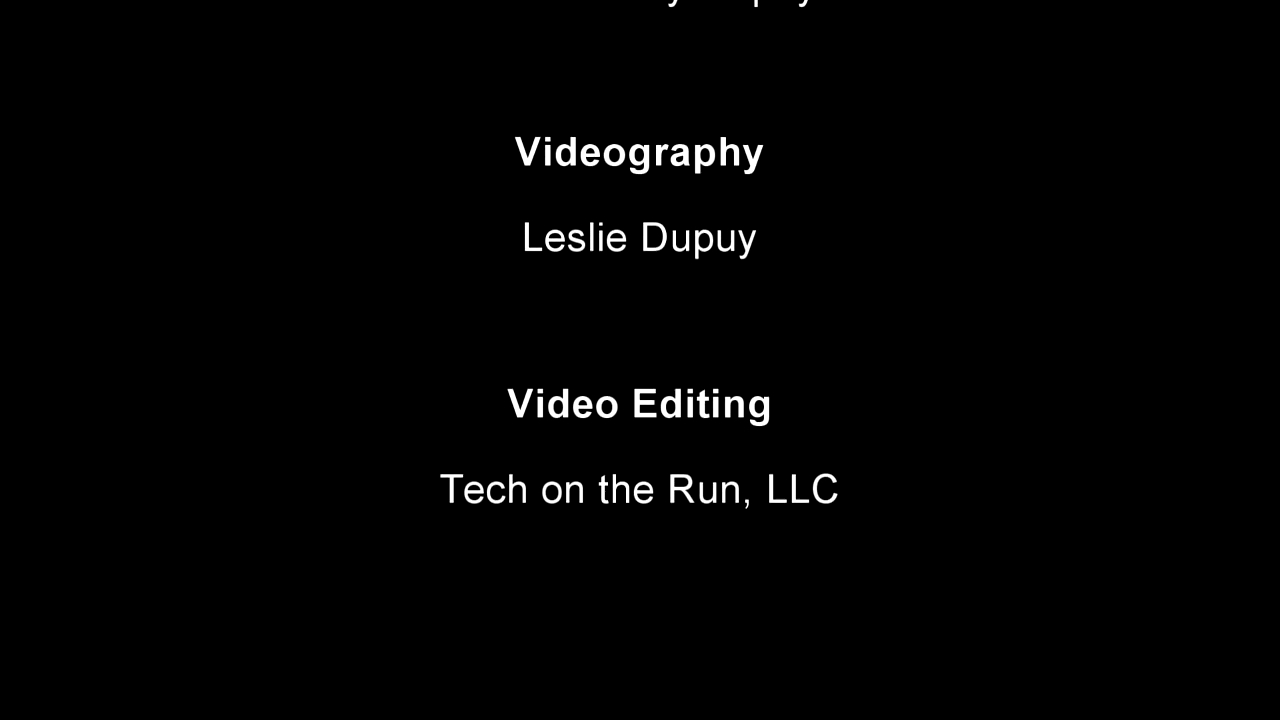 Videography
Leslie Dupuy
Video Editing
Tech on the Run, LLC